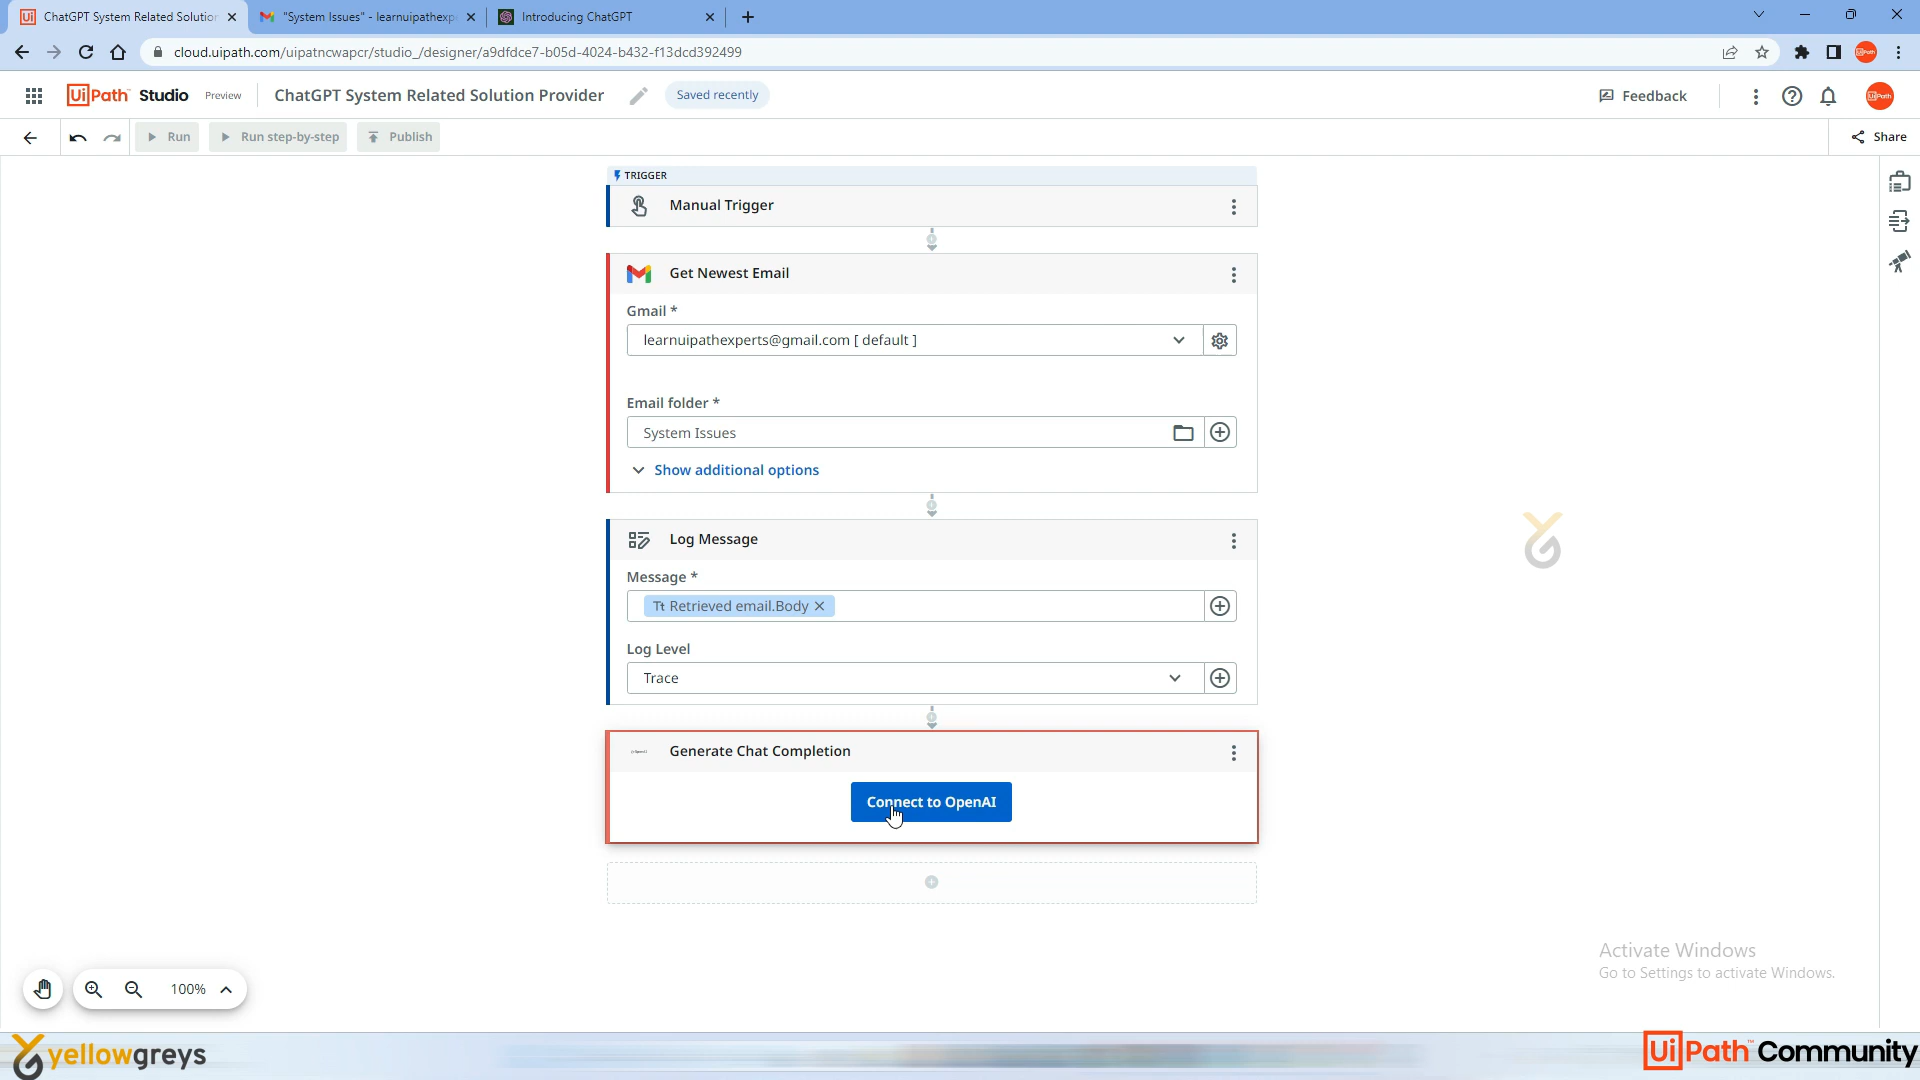 ChatGPT System Related Solution
"System Issues" - learnuipathexp
Introducing ChatGPT
cloud.uipath.com/uipatncwapcr/studio_/designer/a9dfdce7-b05d-4024-b432-f13dcd392499
UiPath Studio Preview
ChatGPT System Related Solution Provider
Saved recently
Feedback
Run
Run step-by-step
Publish
Share
TRIGGER
Manual Trigger
Get Newest Email
Gmail *
learnuipathexperts@gmail.com [ default ]
Email folder *
System Issues
Show additional options
Log Message
Message *
Tt Retrieved email.Body
Log Level
Trace
Generate Chat Completion
Connect to OpenAI
Activate Windows
Go to Settings to activate Windows.
100%
yellowgreys
UiPath Community